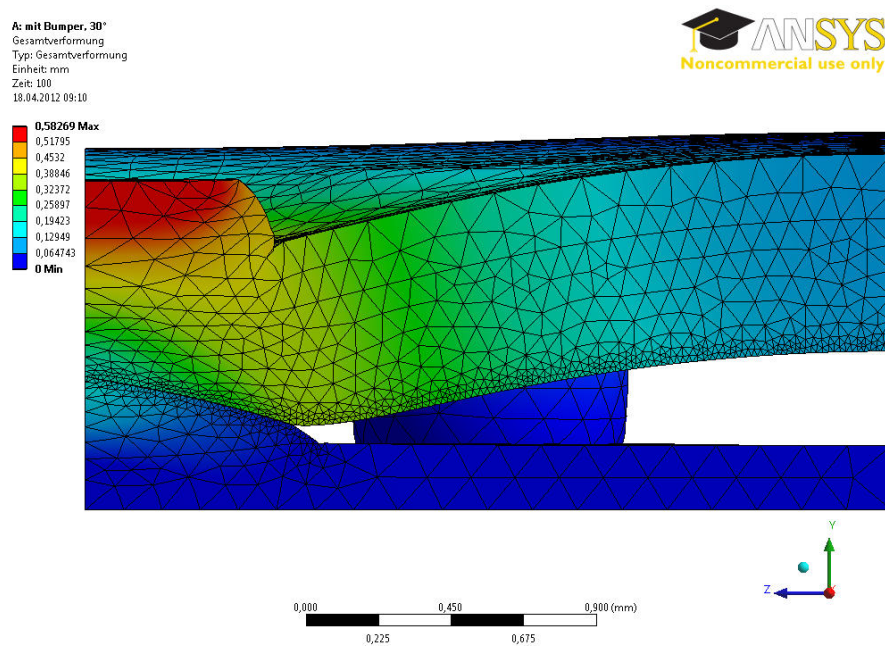 A: mit Bumper, 30°
Gesamtverformung
Typ: Gesamtverformung
Einheit: mm
Zeit: 100
18.04.2012 09:10
ANSYS
Noncommercial use only
0,58269 Max
0,51795
0,4532
0,38846
0,32372
0,25897
0,19423
0,12949
0,064743
0 Min
Y
Z
X
0,000
0,450
0,900 (mm)
0,225
0,675